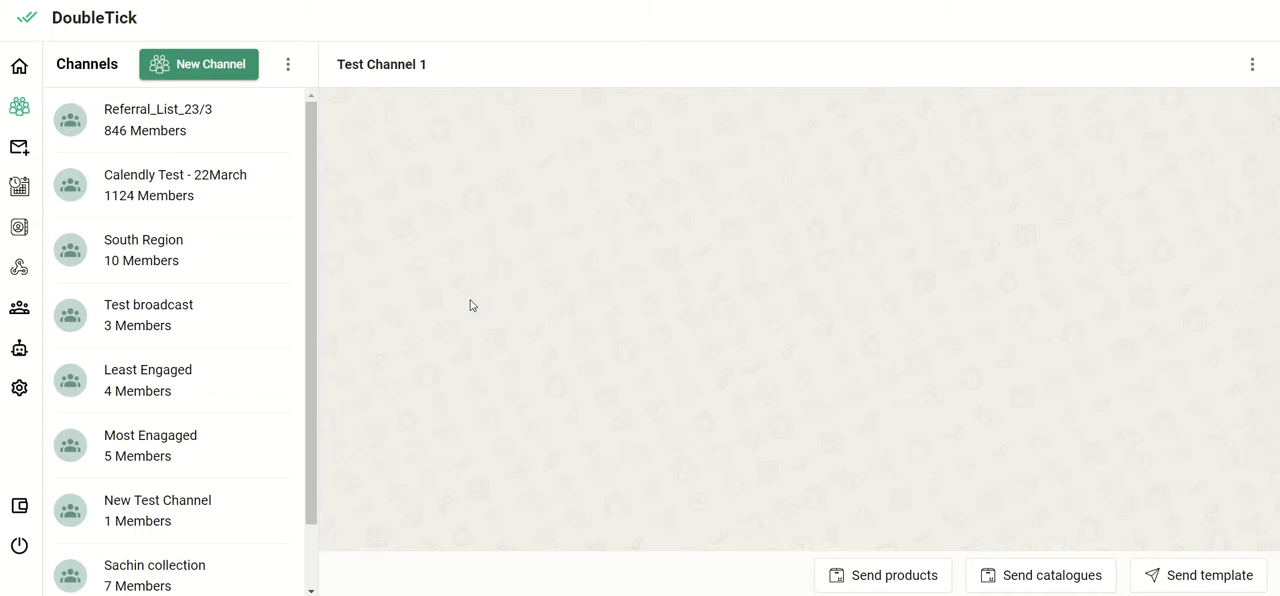 DoubleTick
Channels
New Channel
Test Channel 1
Referral_List_23/3
846 Members
Calendly Test - 22March
1124 Members
South Region
10 Members
Test broadcast
3 Members
Least Engaged
4 Members
Most Enagaged
5 Members
New Test Channel
1 Members
Sachin collection
7 Members
Send products
Send catalogues
Send template